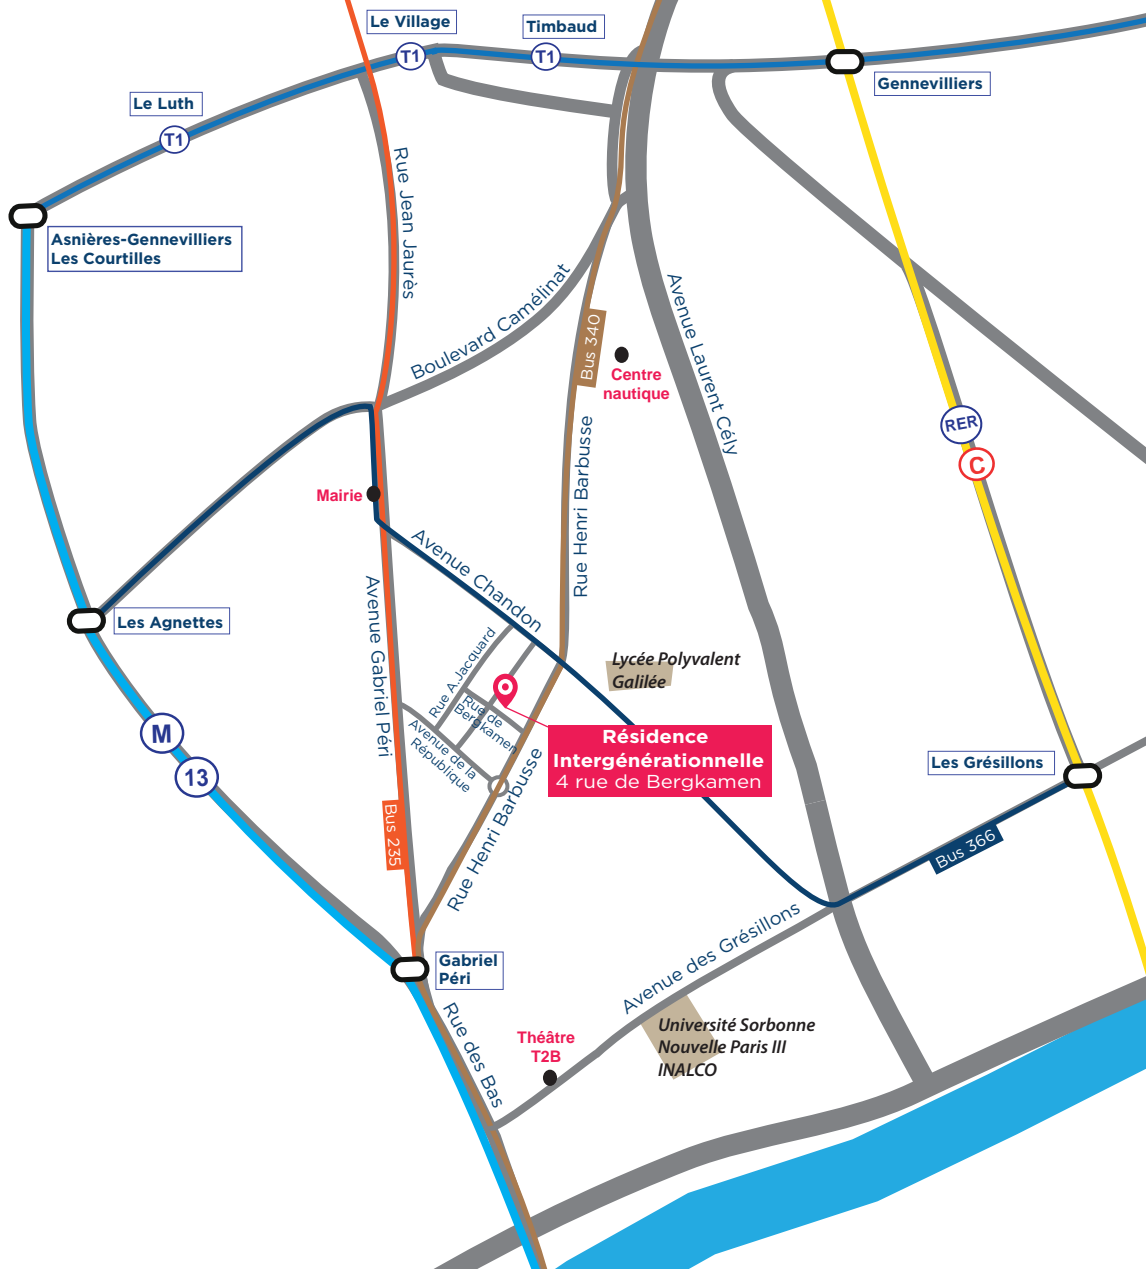 Le Village
Timbaud
T1
T1
Gennevilliers
Le Luth
T1
Asnières-Gennevilliers
Les Courtilles
Rue Jean Jaurès
Boulevard Camélinat
Avenue Laurent Cély
Bus 340
Centre
nautique
RER
C
Rue Henri Barbusse
Mairie
Avenue Chandon
Les Agnettes
Avenue Gabriel Péri
Rue A.Jacquard
Lycée Polyvalent
Galilée
Rue de
Bergkamen
Avenue de la
République
M
13
Résidence
Intergénérationnelle
4 rue de Bergkamen
Les Grésillons
Bus 235
Rue Henri Barbusse
Bus 366
Avenue des Grésillons
Gabriel
Péri
Rue des Bas
Université Sorbonne
Nouvelle Paris III
INALCO
Théâtre
T2B